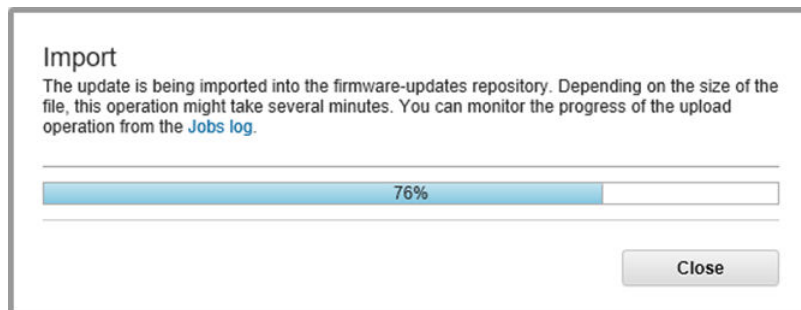 Import
The update is being imported into the firmware-updates repository. Depending on the size of the
file, this operation might take several minutes. You can monitor the progress of the upload
operation from the Jobs log.
76%
Close